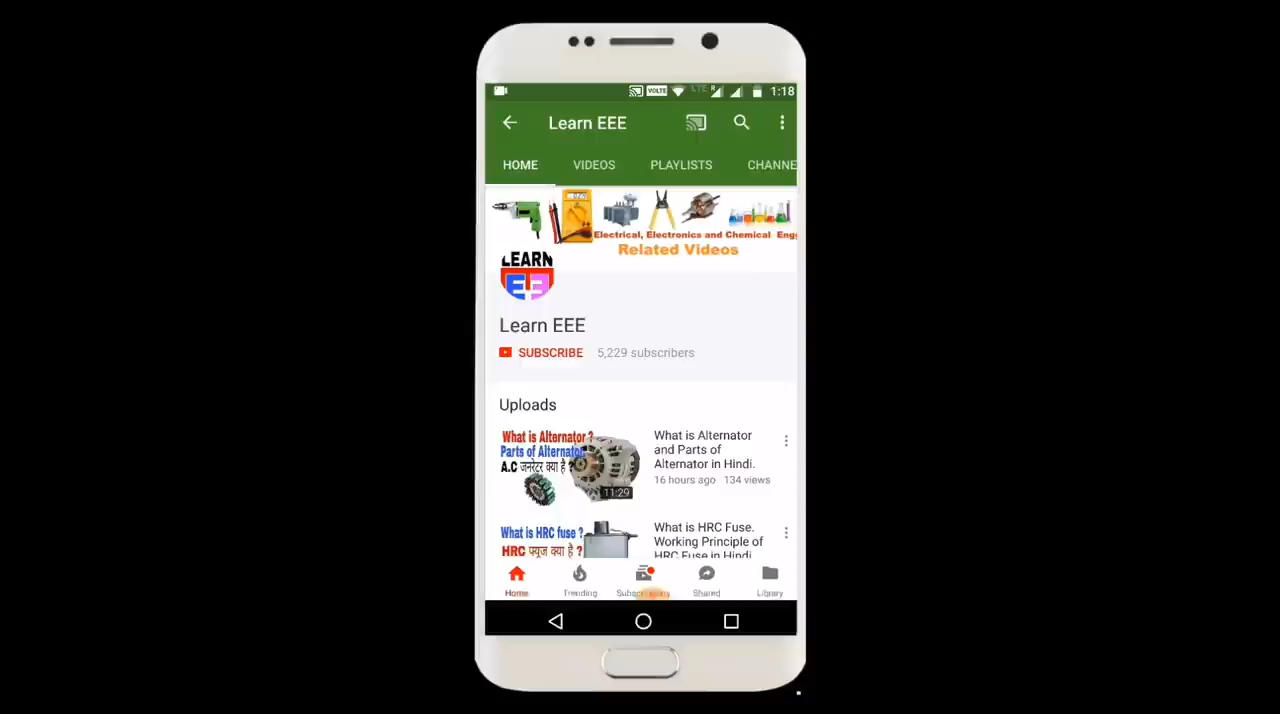 VOLTE LTE R 1:18
Learn EEE
HOME VIDEOS PLAYLISTS CHANNE
Electrical, Electronics and Chemical Engg
Related Videos
LEARN
EEE
Learn EEE
SUBSCRIBE 5,229 subscribers
Uploads
What is Alternator ?
Parts of Alternator
A.C जनरेटर क्या है ?
11:29
What is Alternator
and Parts of
Alternator in Hindi.
16 hours ago 134 views
What is HRC fuse ?
HRC फ्यूज क्या है ?
What is HRC Fuse.
Working Principle of
HRC Fuse in Hindi
Home Trending Subscriptions Shared Library